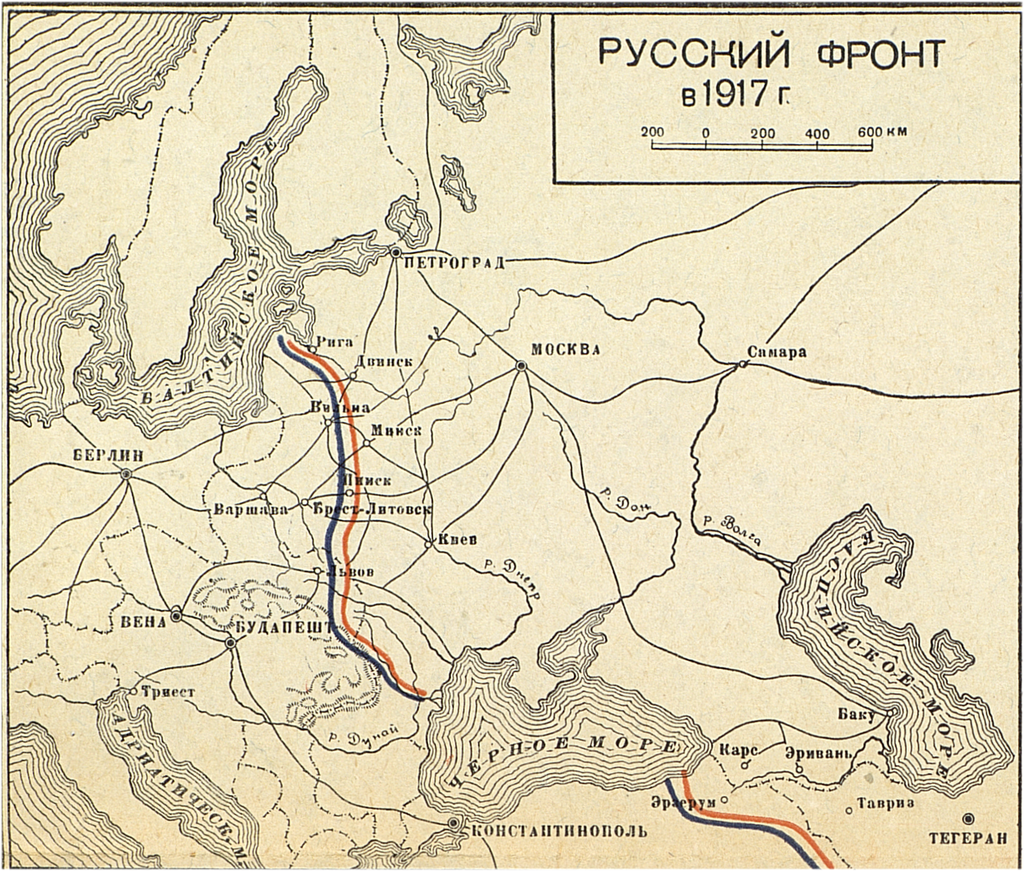 РУССКИЙ ФРОНТ
в 1917 г.
200 0 200 400 600 км
БАЛТИЙСКОЕ МОРЕ
ПЕТРОГРАД
Рига
Двинск
МОСКВА
Самара
Вильна
Минск
БЕРЛИН
Пинск
Варшава
Брест-Литовск
р. Дон
р. Волга
Киев
Львов
р. Днепр
КАСПИЙСКОЕ МОРЕ
ВЕНА
БУДАПЕШТ
Триест
р. Дунай
АДРИАТИЧЕСК. М.
ЧЕРНОЕ МОРЕ
Баку
Карс
Эривань
Эрзерум
Тавриз
КОНСТАНТИНОПОЛЬ
ТЕГЕРАН